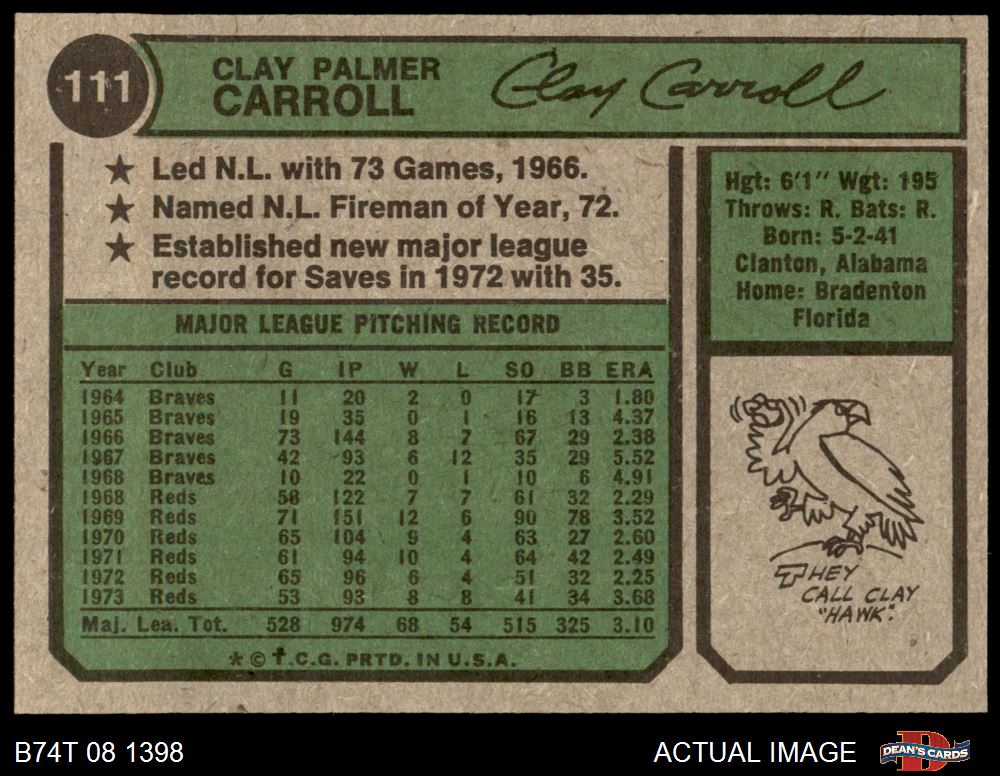 111
CLAY PALMER
CARROLL
Clay Carroll
★ Led N.L. with 73 Games, 1966.
★ Named N.L. Fireman of Year, 72.
★ Established new major league
record for Saves in 1972 with 35.
MAJOR LEAGUE PITCHING RECORD
Year Club G IP W L SO BB ERA
1964 Braves 11 20 2 0 17 3 1.80
1965 Braves 19 35 0 1 16 13 4.37
1966 Braves 73 144 8 7 67 29 2.38
1967 Braves 42 93 6 12 35 29 5.52
1968 Braves 10 22 0 1 10 6 4.91
1968 Reds 58 122 7 7 61 32 2.29
1969 Reds 71 151 12 6 90 78 3.52
1970 Reds 65 104 9 4 63 27 2.60
1971 Reds 61 94 10 4 64 42 2.49
1972 Reds 65 96 6 4 51 32 2.25
1973 Reds 53 93 8 8 41 34 3.68
Maj. Lea. Tot. 528 974 68 54 515 325 3.10
* © T.C.G. PRTD. IN U.S.A.
Hgt: 6'1" Wgt: 195
Throws: R. Bats: R.
Born: 5-2-41
Clanton, Alabama
Home: Bradenton
Florida
THEY
CALL CLAY
"HAWK".
B74T 08 1398
ACTUAL IMAGE
DEAN'S CARDS